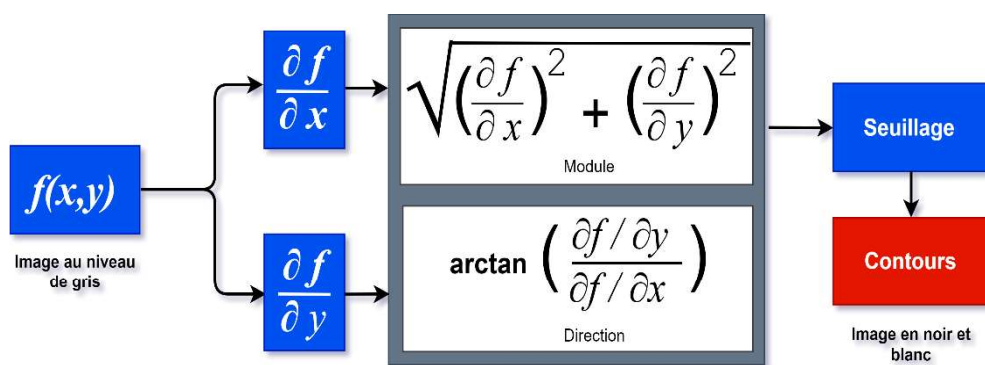 f(x,y)
Image au niveau
de gris
∂f/∂x
∂f/∂y
√((∂f/∂x)² + (∂f/∂y)²)
Module
arctan ((∂f/∂y)/(∂f/∂x))
Direction
Seuillage
Contours
Image en noir et
blanc